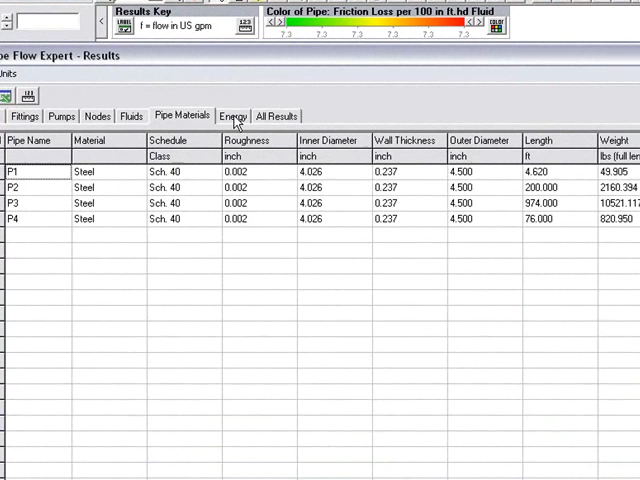 Results Key
f = flow in US gpm
Color of Pipe: Friction Loss per 100 in ft.hd Fluid
7.3 7.3 7.3 7.3 7.3
pe Flow Expert - Results
Units
Fittings Pumps Nodes Fluids Pipe Materials Energy All Results
Pipe Name Material Schedule Roughness Inner Diameter Wall Thickness Outer Diameter Length Weight
Class inch inch inch inch ft lbs (full len
P1 Steel Sch. 40 0.002 4.026 0.237 4.500 4.620 49.905
P2 Steel Sch. 40 0.002 4.026 0.237 4.500 200.000 2160.394
P3 Steel Sch. 40 0.002 4.026 0.237 4.500 974.000 10521.117
P4 Steel Sch. 40 0.002 4.026 0.237 4.500 76.000 820.950